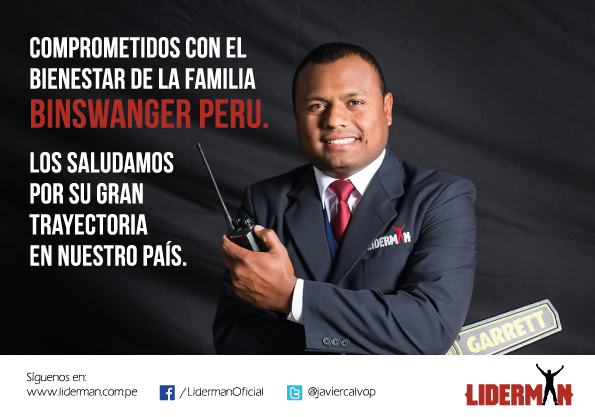 COMPROMETIDOS CON EL
BIENESTAR DE LA FAMILIA
BINSWANGER PERU.
LOS SALUDAMOS
POR SU GRAN
TRAYECTORIA
EN NUESTRO PAÍS.
LIDERMAN
GARRETT
Síguenos en:
www.liderman.com.pe
f /LidermanOficial
@javiercalvop
LIDERMAN